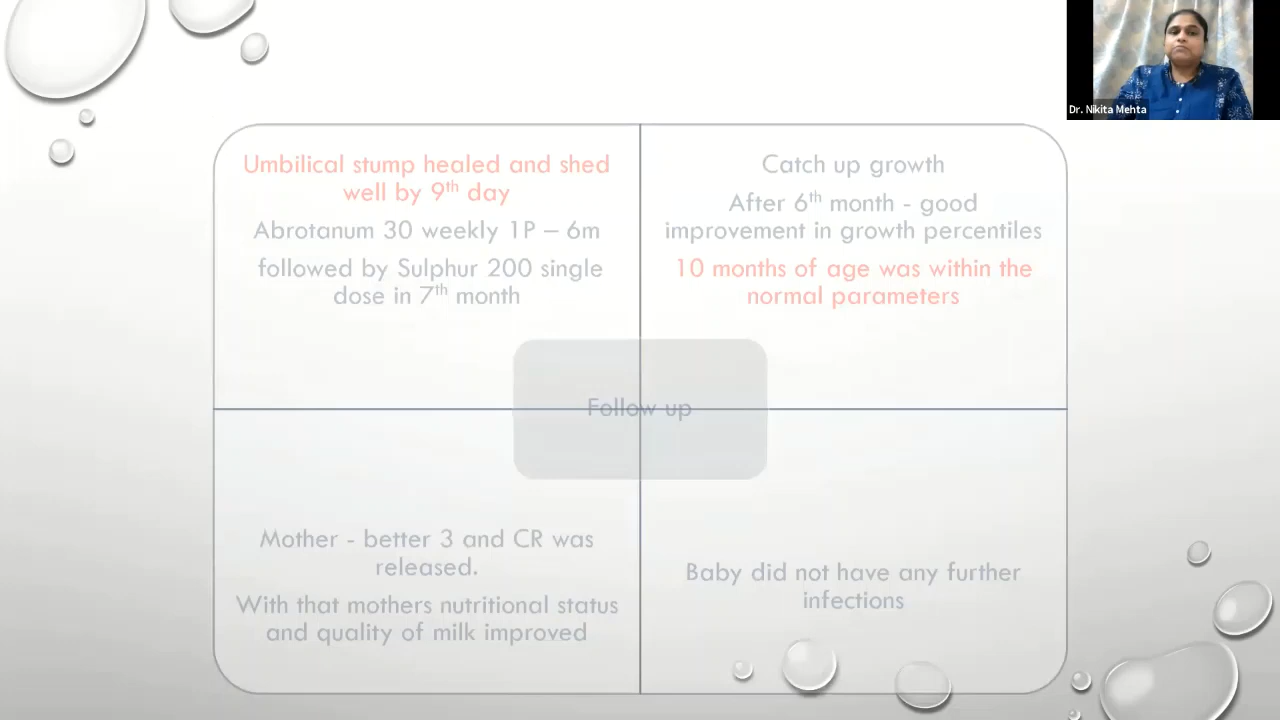 Dr. Nikita Mehta
Umbilical stump healed and shed
well by 9th day
Abrotanum 30 weekly 1P – 6m
followed by Sulphur 200 single
dose in 7th month
Catch up growth
After 6th month - good
improvement in growth percentiles
10 months of age was within the
normal parameters
Follow up
Mother - better 3 and CR was
released.
With that mothers nutritional status
and quality of milk improved
Baby did not have any further
infections